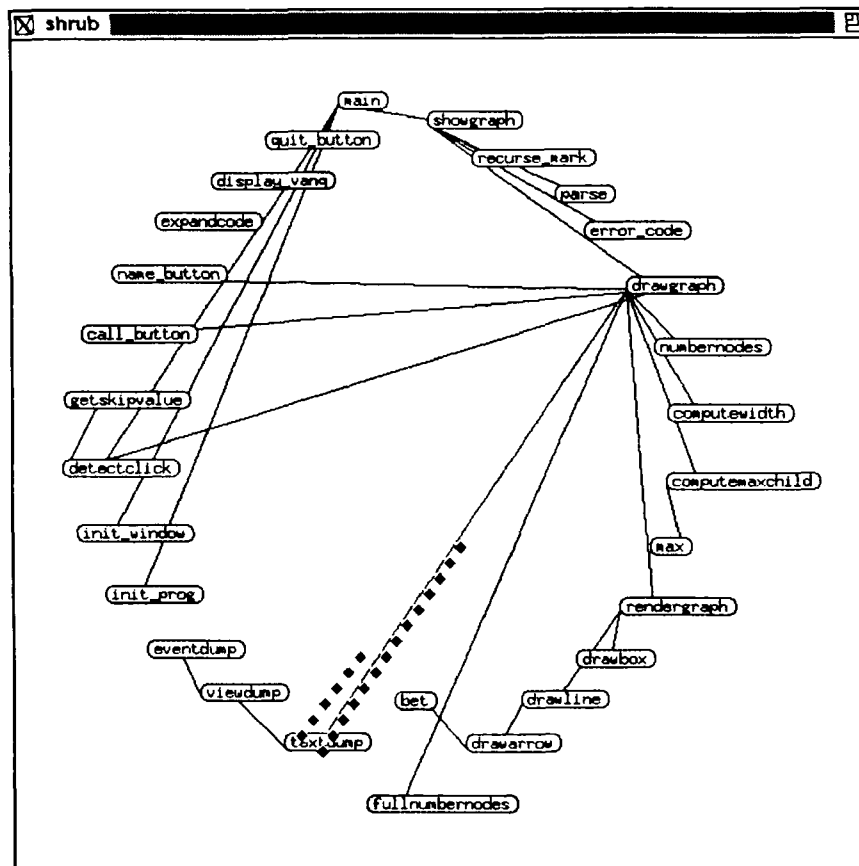 shrub
main
showgraph
quit_button
recurse_mark
display_vanq
parse
expandcode
error_code
name_button
drawgraph
call_button
numbernodes
getskipvalue
computewidth
detectclick
computemaxchild
init_window
max
init_prog
rendergraph
eventdump
drawbox
viewdump
bet
drawline
textdump
drawarrow
fullnumbernodes